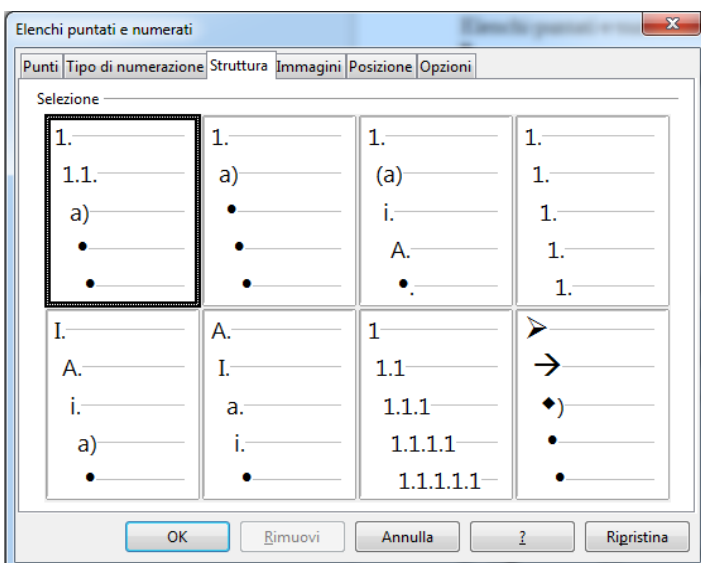 Elenchi puntati e numerati
Punti Tipo di numerazione Struttura Immagini Posizione Opzioni
Selezione
1.
1.1.
a)
•
•
1.
a)
•
•
•
1.
(a)
i.
A.
•.
1.
1.
1.
1.
1.
I.
A.
i.
a)
•
A.
I.
a.
i.
•
1
1.1
1.1.1
1.1.1.1
1.1.1.1.1
➢
→
◆)
•
•
OK Rimuovi Annulla ? Ripristina